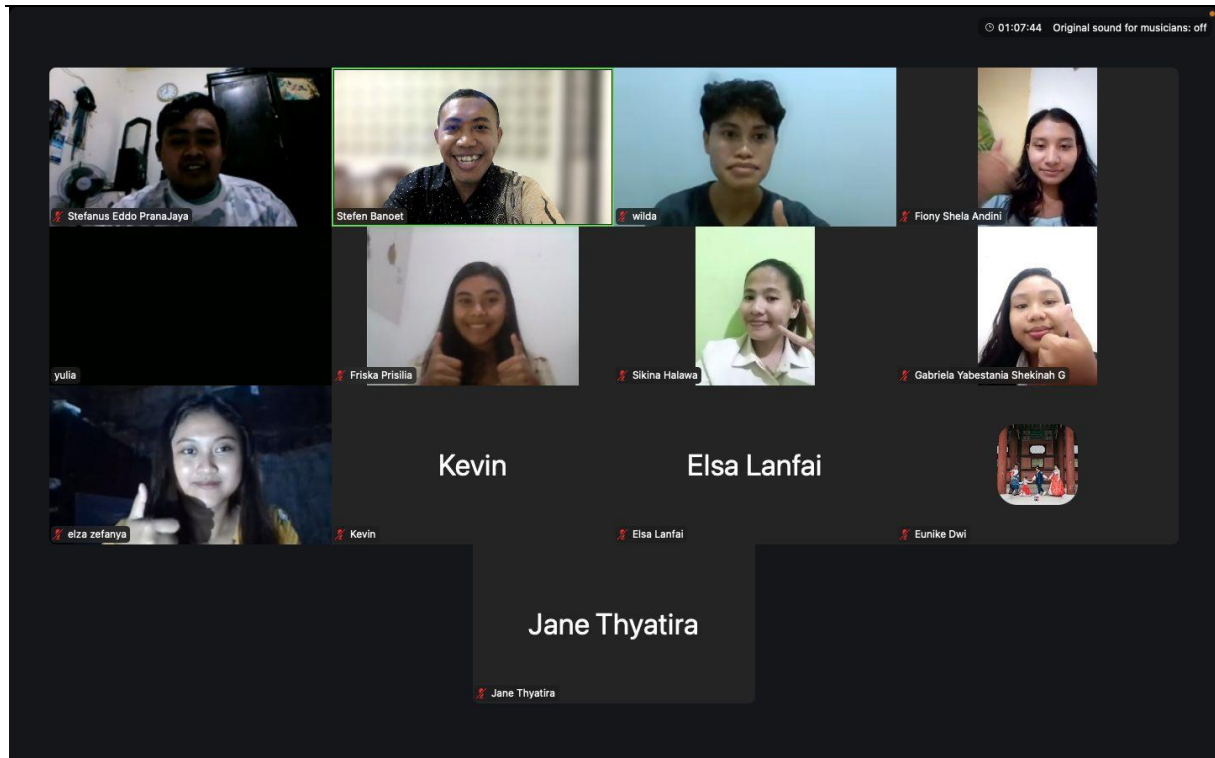 01:07:44 Original sound for musicians: off
Stefanus Eddo PranaJaya
Stefen Banoet
wilda
Fiony Shela Andini
yulia
Friska Prisilia
Sikina Halawa
Gabriela Yabestania Shekinah G
elza zefanya
Kevin
Kevin
Elsa Lanfai
Elsa Lanfai
Eunike Dwi
Jane Thyatira
Jane Thyatira